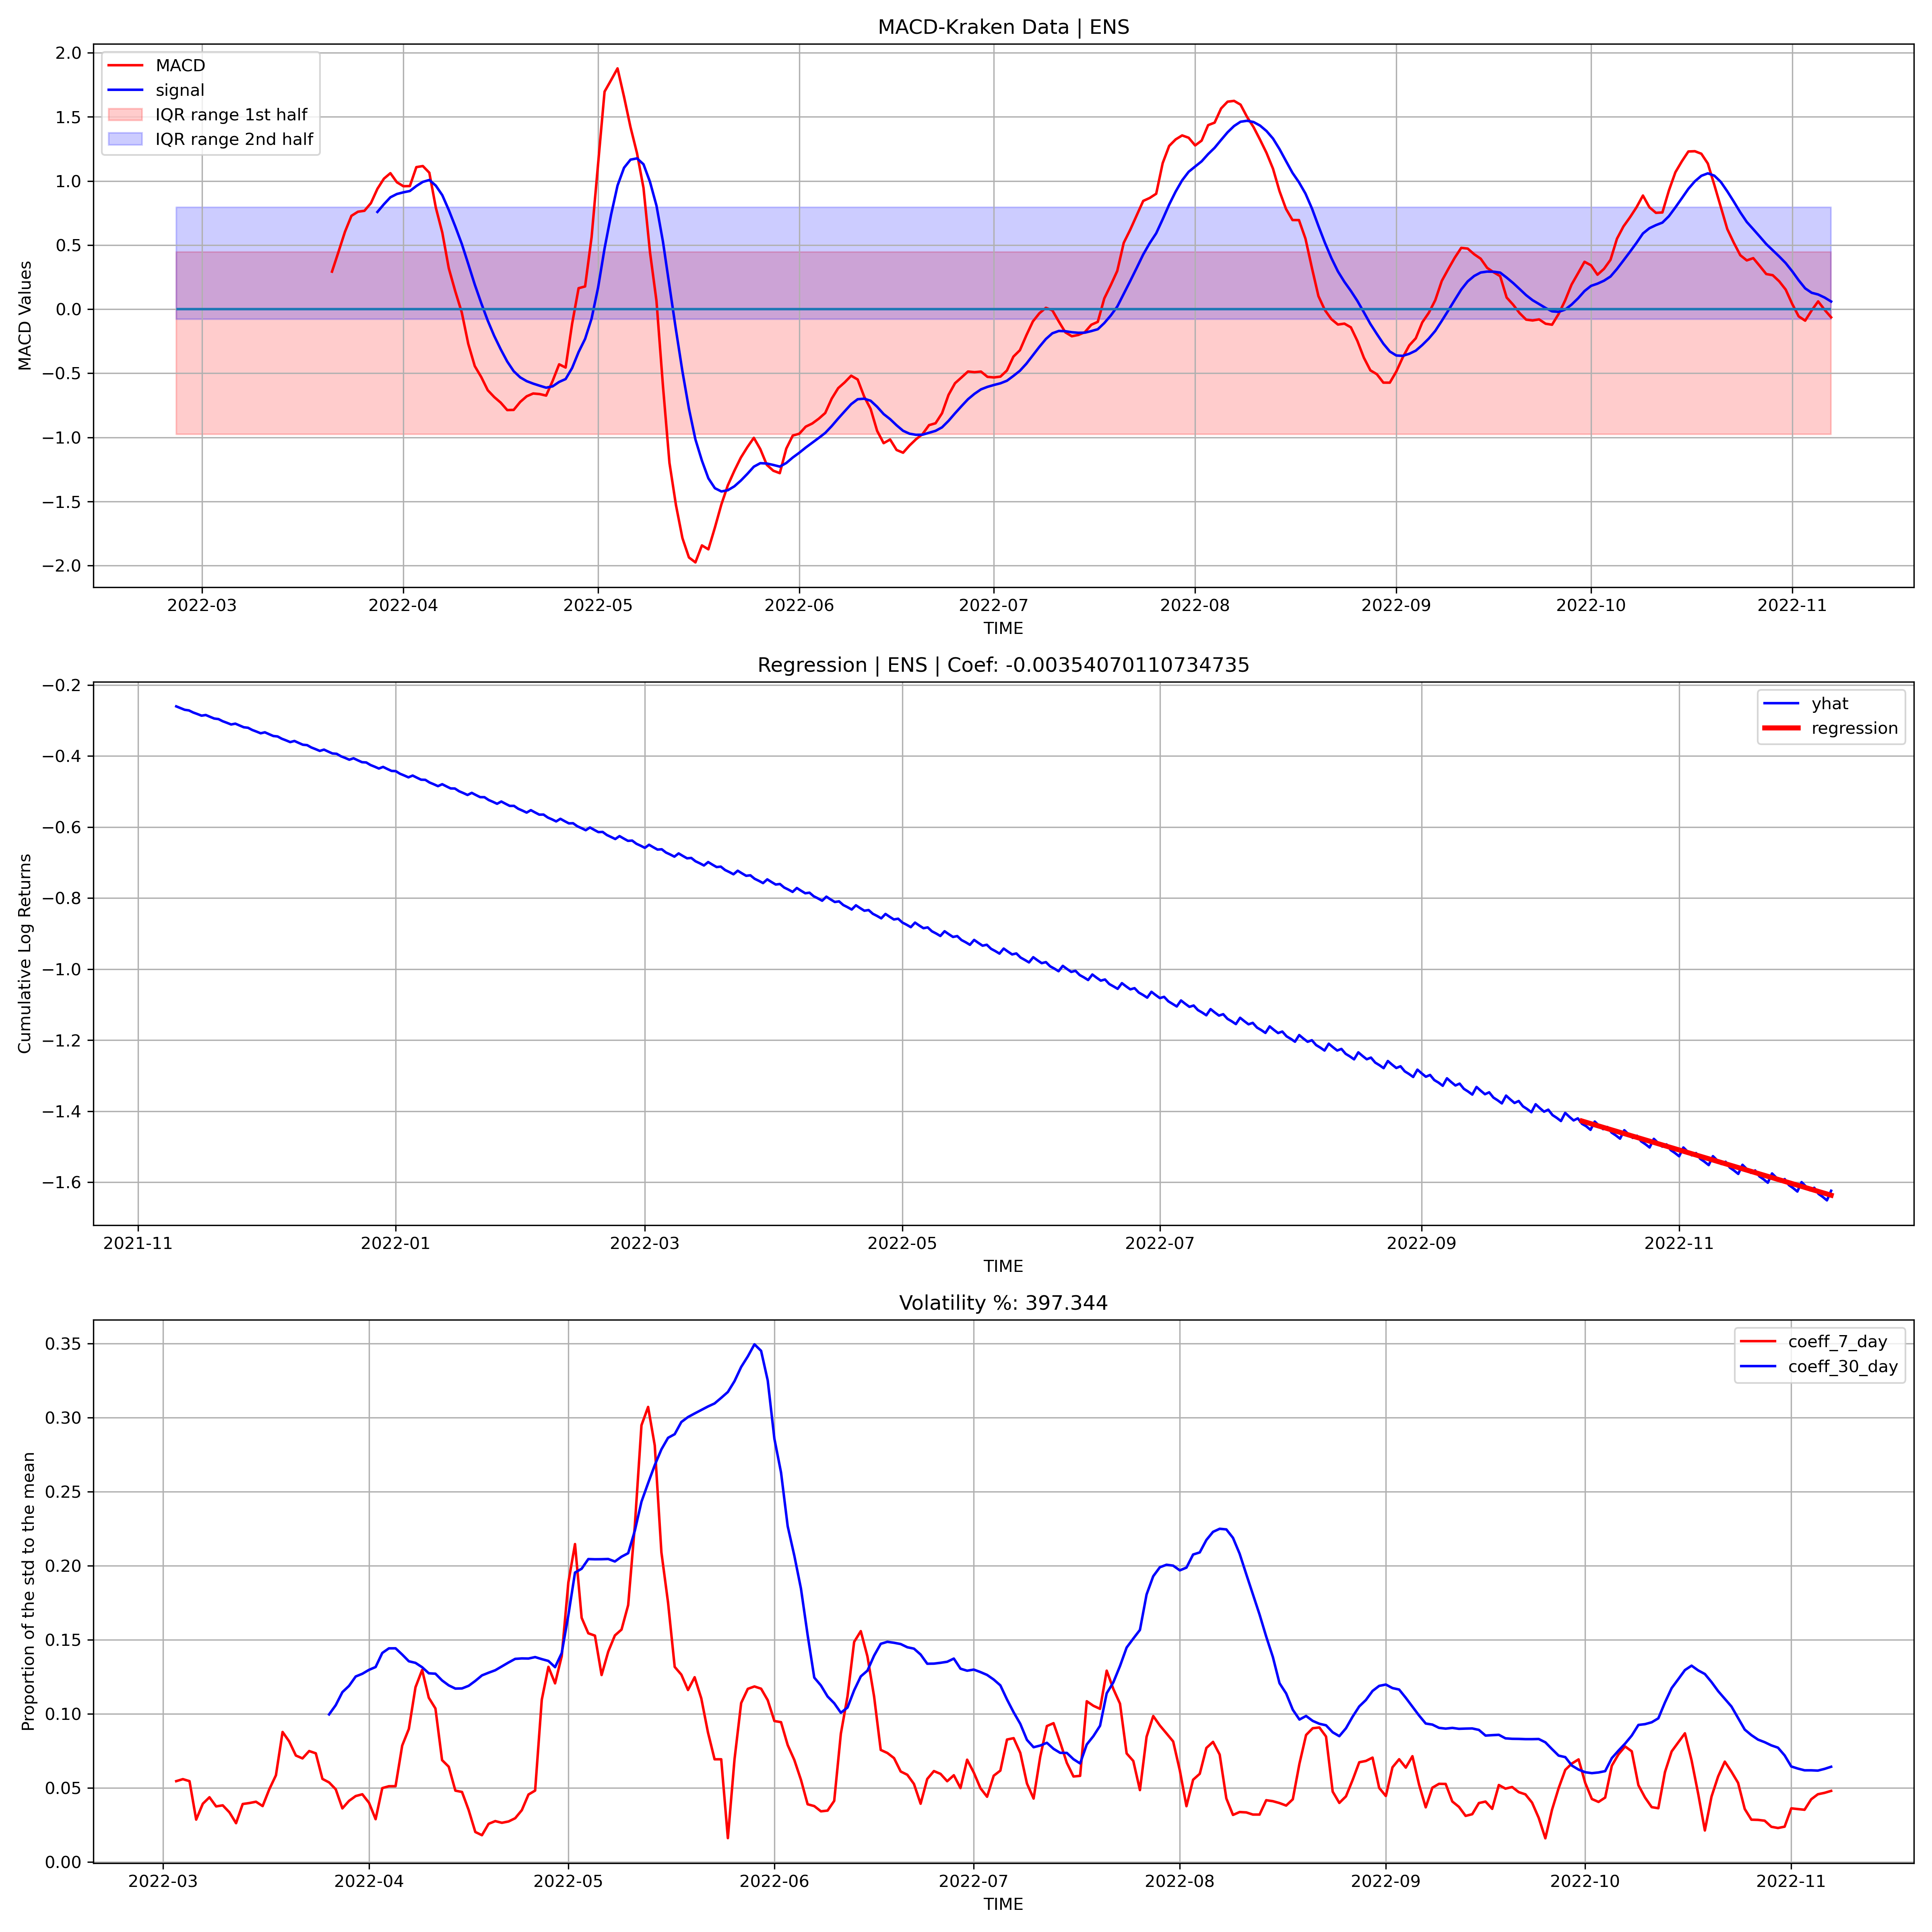 MACD-Kraken Data | ENS
MACD
signal
IQR range 1st half
IQR range 2nd half
MACD Values
2.0
1.5
1.0
0.5
0.0
−0.5
−1.0
−1.5
−2.0
2022-03 2022-04 2022-05 2022-06 2022-07 2022-08 2022-09 2022-10 2022-11
TIME
Regression | ENS | Coef: -0.00354070110734735
yhat
regression
Cumulative Log Returns
−0.2
−0.4
−0.6
−0.8
−1.0
−1.2
−1.4
−1.6
2021-11 2022-01 2022-03 2022-05 2022-07 2022-09 2022-11
TIME
Volatility %: 397.344
coeff_7_day
coeff_30_day
Proportion of the std to the mean
0.35
0.30
0.25
0.20
0.15
0.10
0.05
0.00
2022-03 2022-04 2022-05 2022-06 2022-07 2022-08 2022-09 2022-10 2022-11
TIME